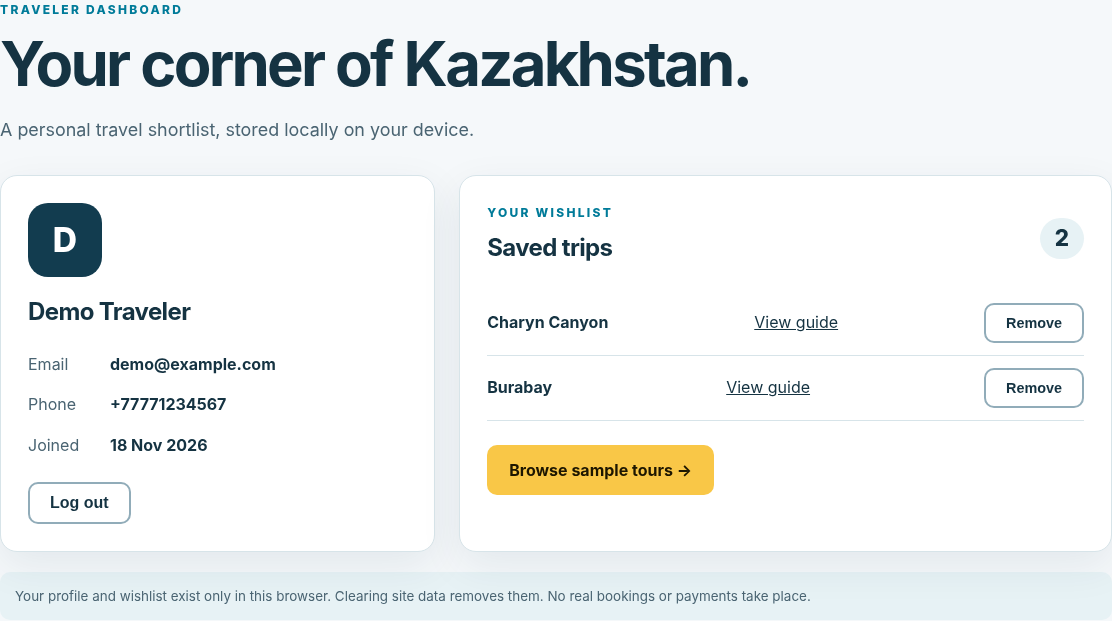 TRAVELER DASHBOARD
Your corner of Kazakhstan.
A personal travel shortlist, stored locally on your device.
D
Demo Traveler
Email demo@example.com
Phone +77771234567
Joined 18 Nov 2026
Log out
YOUR WISHLIST
Saved trips
2
Charyn Canyon View guide Remove
Burabay View guide Remove
Browse sample tours →
Your profile and wishlist exist only in this browser. Clearing site data removes them. No real bookings or payments take place.